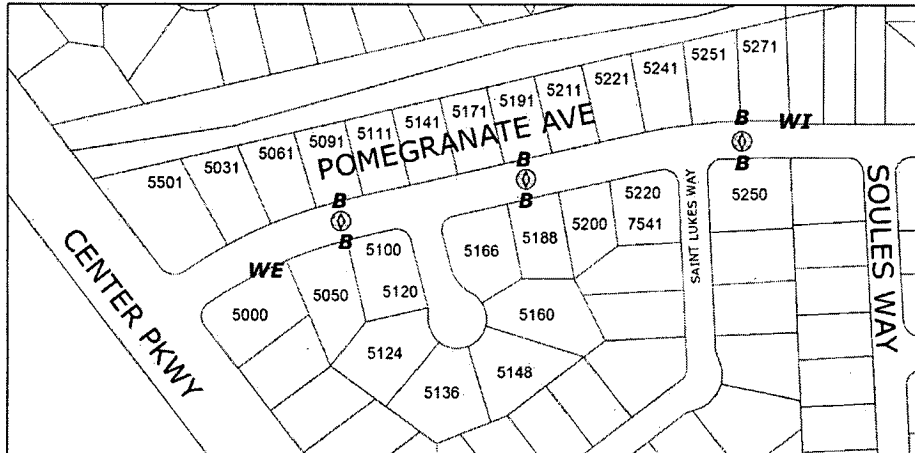 5271
5251
5241
5221
5211
5191
5171
5141
5111
5091
5061
5031
5501
POMEGRANATE AVE
B
WI
B
B
B
B
B
WE
5000
5050
5100
5120
5124
5136
5148
5160
5166
5188
5200
5220
7541
5250
SAINT LUKES WAY
SOULES WAY
CENTER PKWY